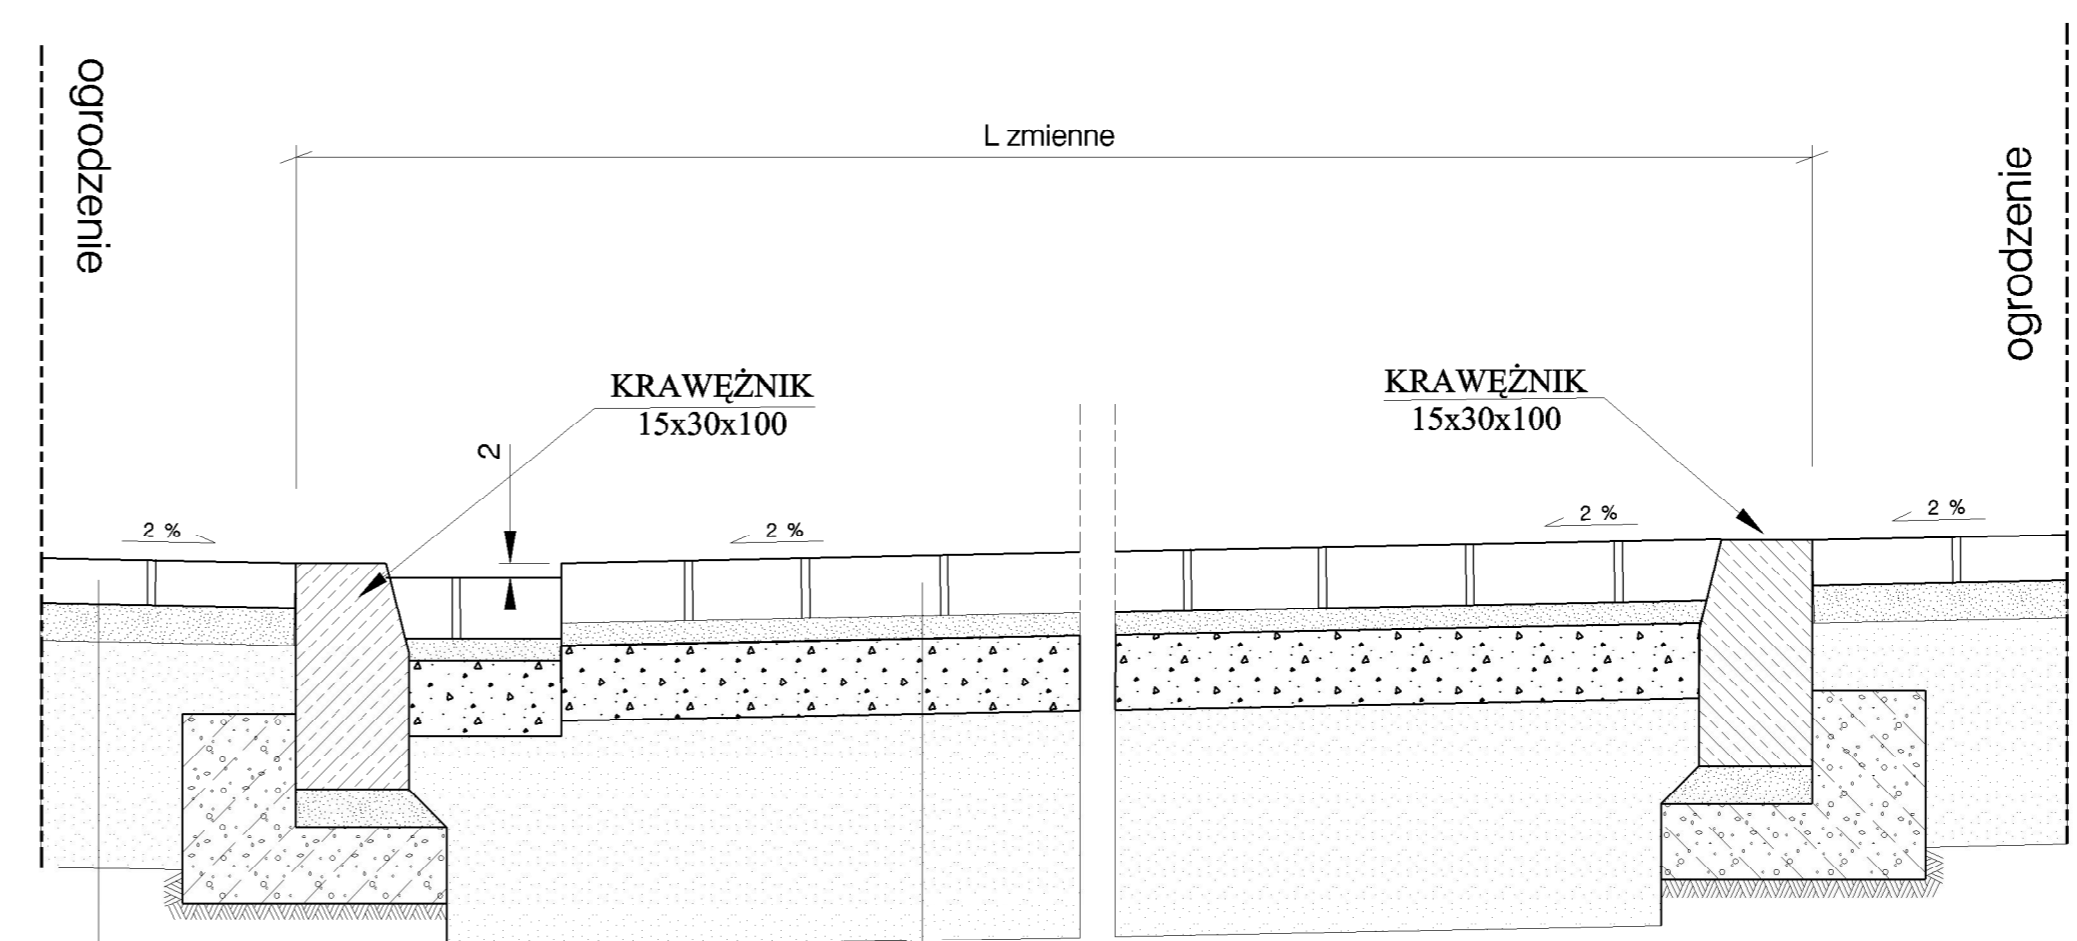 ogrodzenie
L zmienne
ogrodzenie
KRAWĘŻNIK
15x30x100
KRAWĘŻNIK
15x30x100
2
2 %
2 %
2 %
2 %